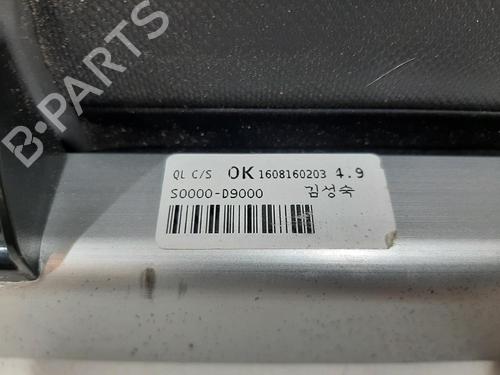 B-PARTS
QL C/S OK 1608160203 4.9
S0000-D9000 김성숙